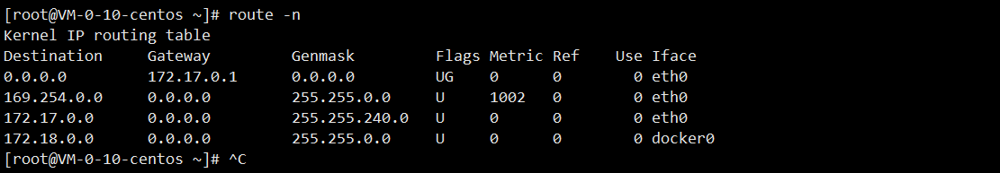 [root@VM-0-10-centos ~]# route -n
Kernel IP routing table
Destination     Gateway         Genmask         Flags Metric Ref    Use Iface
0.0.0.0         172.17.0.1      0.0.0.0         UG    0      0        0 eth0
169.254.0.0     0.0.0.0         255.255.0.0     U     1002   0        0 eth0
172.17.0.0      0.0.0.0         255.255.240.0   U     0      0        0 eth0
172.18.0.0      0.0.0.0         255.255.0.0     U     0      0        0 docker0
[root@VM-0-10-centos ~]# ^C